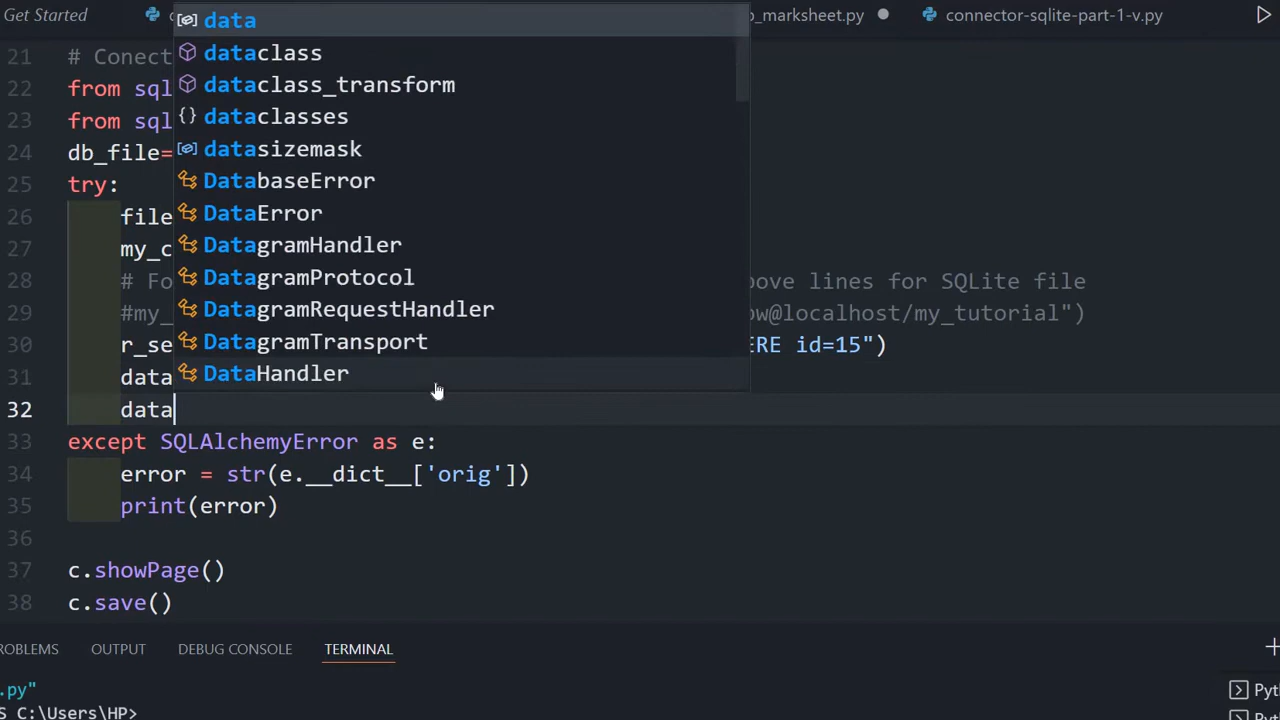 Get Started
b_marksheet.py
connector-sqlite-part-1-v.py
data
dataclass
dataclass_transform
dataclasses
datasizemask
DatabaseError
DataError
DatagramHandler
DatagramProtocol
DatagramRequestHandler
DatagramTransport
DataHandler
21 # Conect
22 from sql
23 from sql
24 db_file=
25 try:
26 file
27 my_c
28 # Fo ove lines for SQLite file
29 #my_ ow@localhost/my_tutorial")
30 r_se ERE id=15")
31 data
32 data
33 except SQLAlchemyError as e:
34 error = str(e.__dict__['orig'])
35 print(error)
36
37 c.showPage()
38 c.save()
ROBLEMS OUTPUT DEBUG CONSOLE TERMINAL
.py"
S C:\Users\HP>
Pyt